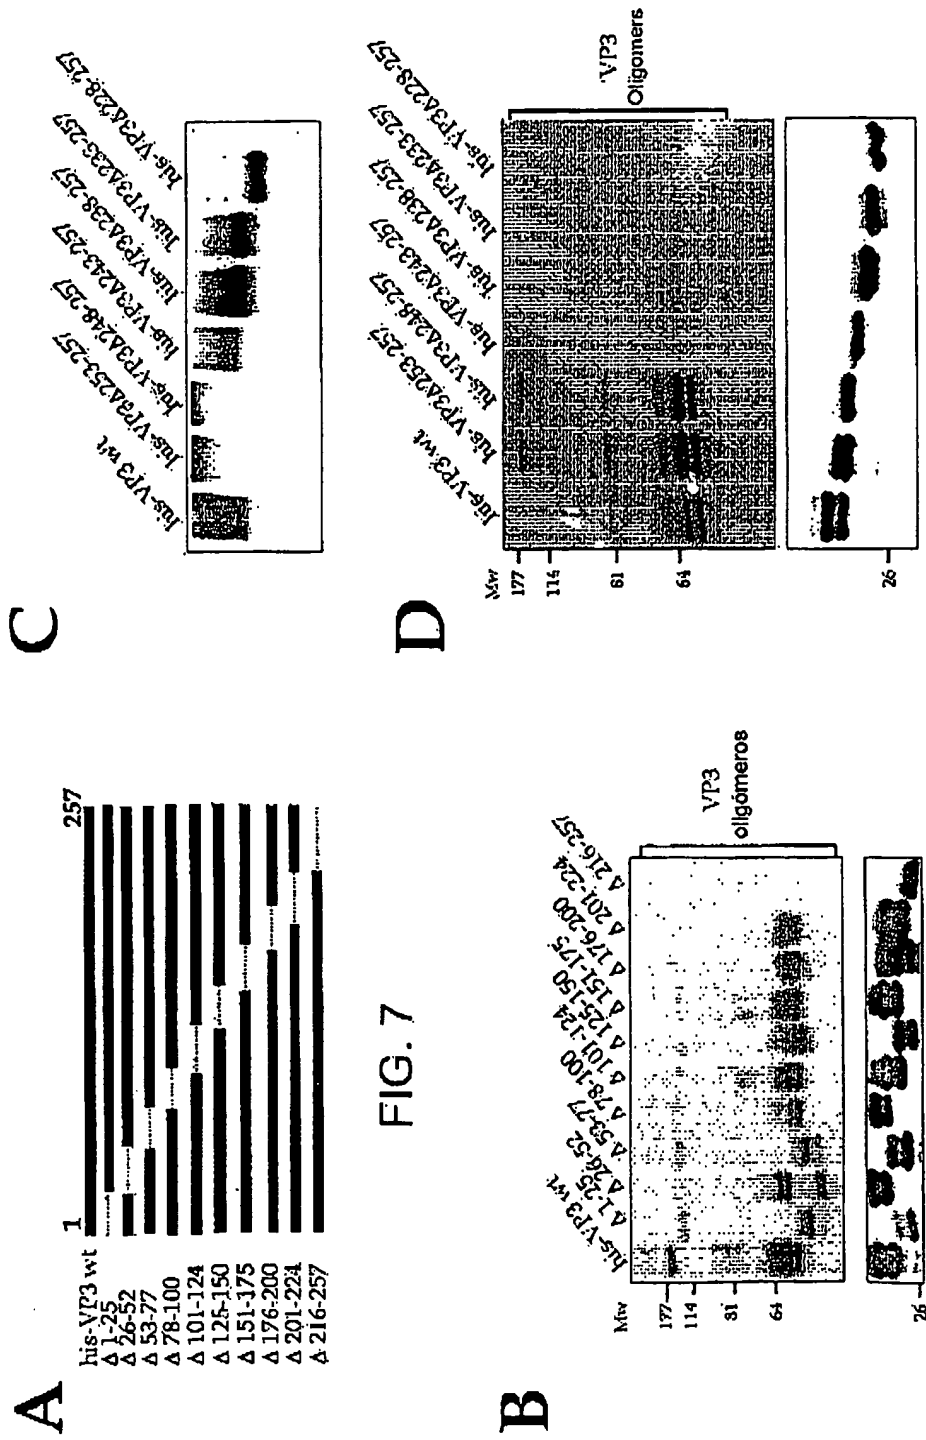 A
his-VP3 wt
1
257
Δ 1-25
Δ 26-52
Δ 53-77
Δ 78-100
Δ 101-124
Δ 125-150
Δ 151-175
Δ 176-200
Δ 201-224
Δ 216-257
FIG. 7
B
his-VP3 wt
Δ 1-25
Δ 26-52
Δ 53-77
Δ 78-100
Δ 101-124
Δ 125-150
Δ 151-175
Δ 176-200
Δ 201-224
Δ 216-257
Mw
177
114
81
64
26
VP3
oligómeros
C
his-VP3 wt
his-VP3Δ253-257
his-VP3Δ248-257
his-VP3Δ243-257
his-VP3Δ238-257
his-VP3Δ233-257
his-VP3Δ228-257
D
his-VP3 wt
his-VP3Δ253-257
his-VP3Δ248-257
his-VP3Δ243-257
his-VP3Δ238-257
his-VP3Δ233-257
his-VP3Δ228-257
Mw
177
114
81
64
26
VP3
Oligomers